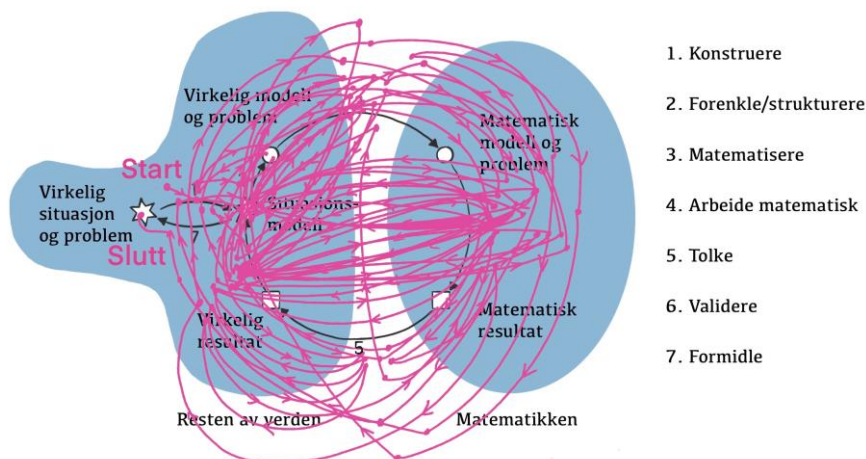 Virkelig modell
og problem
Matematisk
modell og
problem
Start
1
Virkelig
situasjon
og problem
Situasjons-
modell
7
Slutt
Virkelig
resultat
Matematisk
resultat
5
Resten av verden
Matematikken
1. Konstruere
2. Forenkle/strukturere
3. Matematisere
4. Arbeide matematisk
5. Tolke
6. Validere
7. Formidle